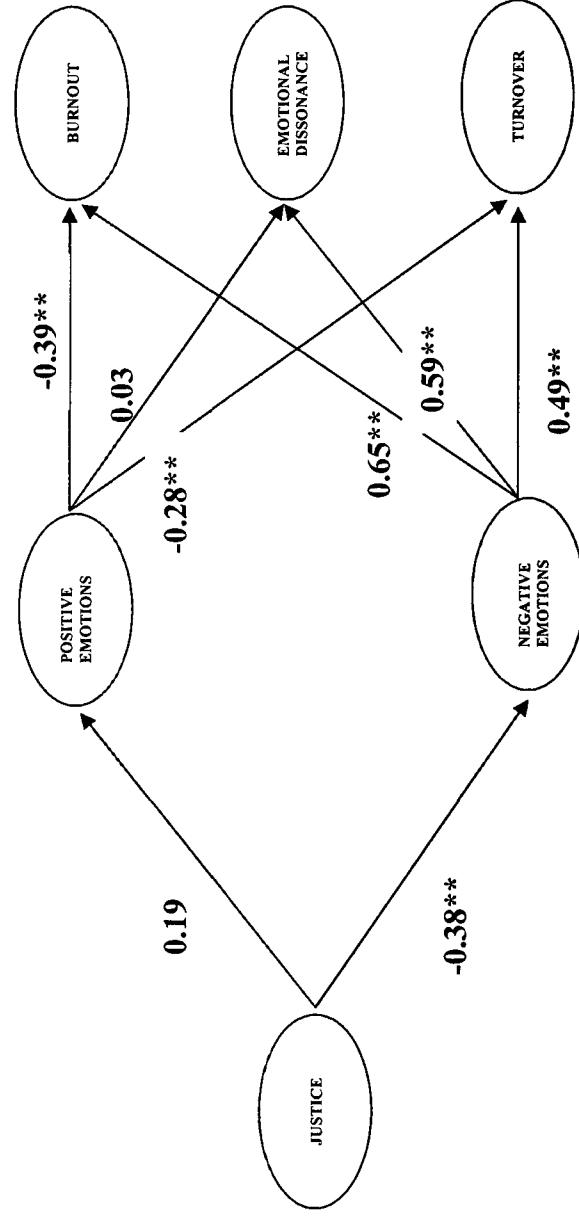 JUSTICE
0.19
-0.38**
POSITIVE
EMOTIONS
NEGATIVE
EMOTIONS
-0.39**
0.03
-0.28**
0.65**
0.59**
0.49**
BURNOUT
EMOTIONAL
DISSONANCE
TURNOVER